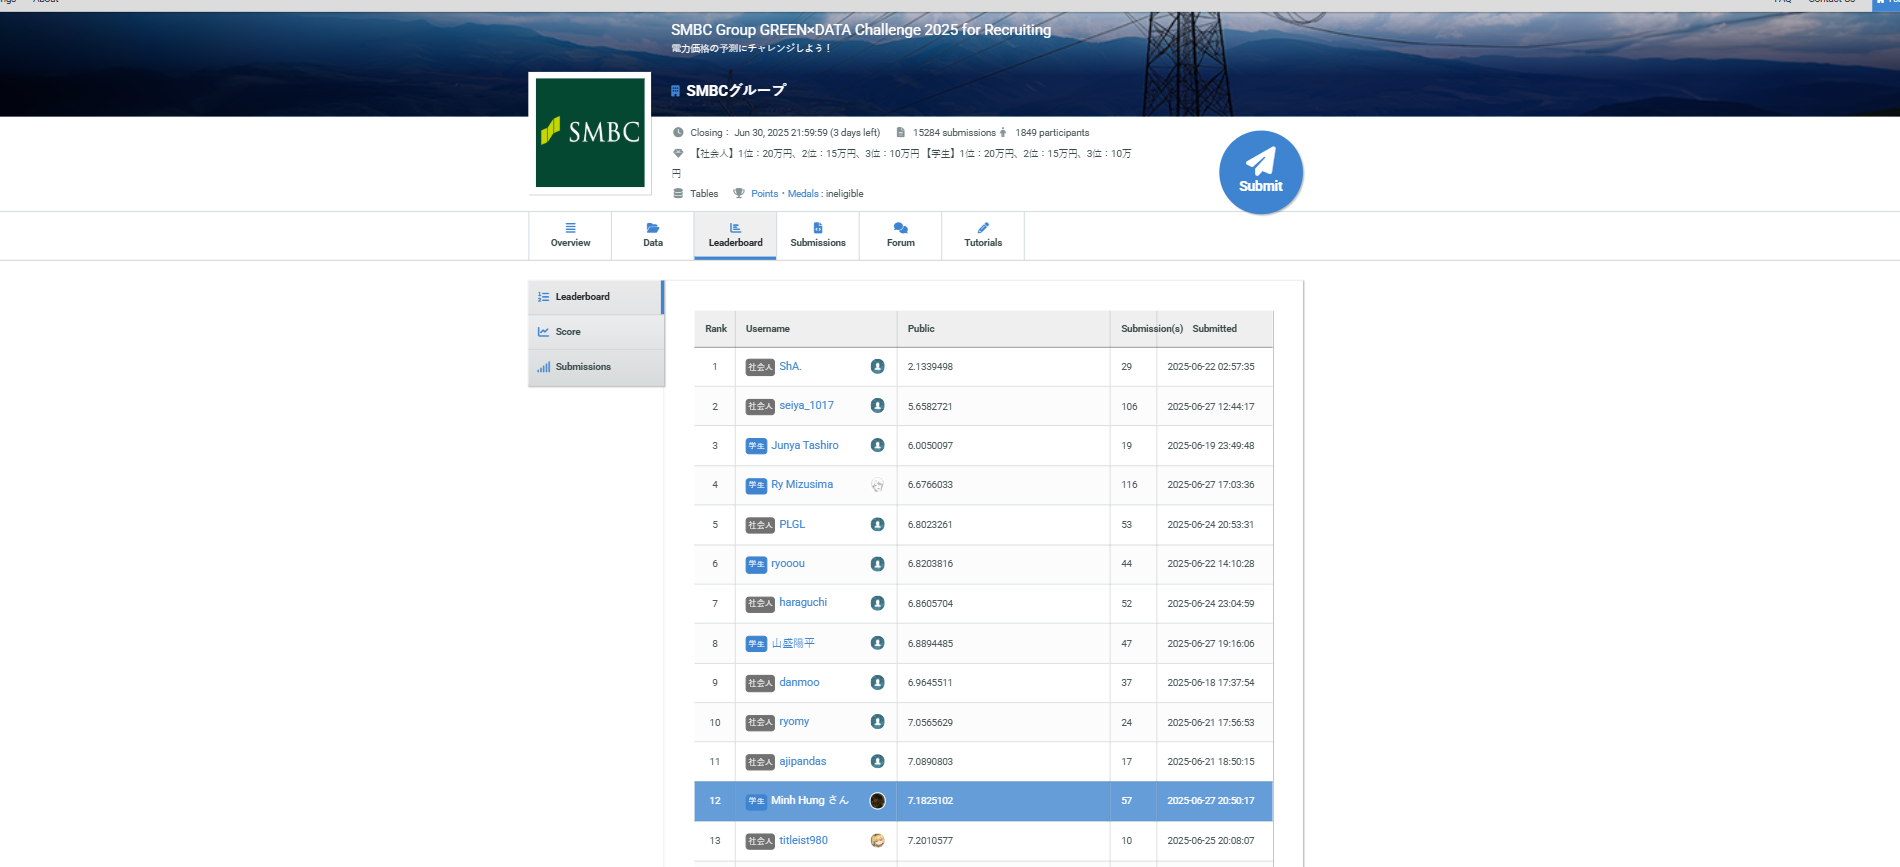 About
FAQ Contact Us
SMBC Group GREEN×DATA Challenge 2025 for Recruiting
電力価格の予測にチャレンジしよう！
SMBCグループ
SMBC
Closing： Jun 30, 2025 21:59:59 (3 days left) 15284 submissions 1849 participants
【社会人】1位：20万円、2位：15万円、3位：10万円 【学生】1位：20万円、2位：15万円、3位：10万
円
Tables Points・Medals : ineligible
Submit
Overview Data Leaderboard Submissions Forum Tutorials
Leaderboard
Score
Submissions
Rank Username Public Submission(s) Submitted
1 社会人 ShA. 2.1339498 29 2025-06-22 02:57:35
2 社会人 seiya_1017 5.6582721 106 2025-06-27 12:44:17
3 学生 Junya Tashiro 6.0050097 19 2025-06-19 23:49:48
4 学生 Ry Mizusima 6.6766033 116 2025-06-27 17:03:36
5 社会人 PLGL 6.8023261 53 2025-06-24 20:53:31
6 学生 ryooou 6.8203816 44 2025-06-22 14:10:28
7 社会人 haraguchi 6.8605704 52 2025-06-24 23:04:59
8 学生 山盛陽平 6.8894485 47 2025-06-27 19:16:06
9 社会人 danmoo 6.9645511 37 2025-06-18 17:37:54
10 社会人 ryomy 7.0565629 24 2025-06-21 17:56:53
11 社会人 ajipandas 7.0890803 17 2025-06-21 18:50:15
12 学生 Minh Hung さん 7.1825102 57 2025-06-27 20:50:17
13 社会人 titleist980 7.2010577 10 2025-06-25 20:08:07